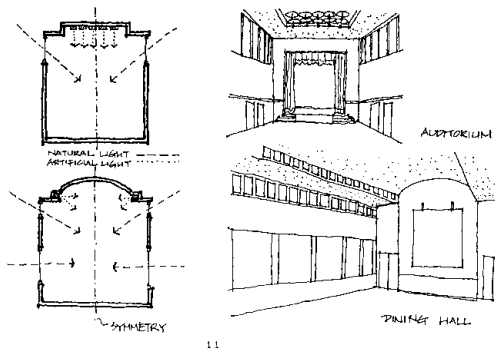 AUDITORIUM
NATURAL LIGHT
ARTIFICIAL LIGHT
SYMMETRY
DINING HALL
11